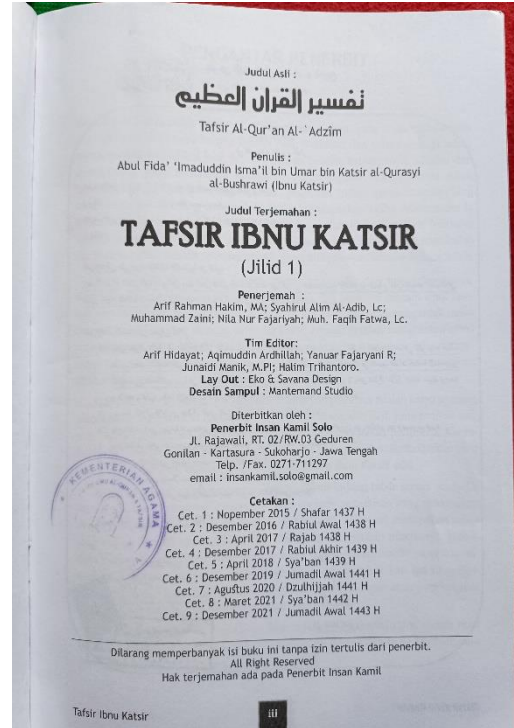 Judul Asli :
تفسير القران العظيم
Tafsir Al-Qur'an Al-`Adzîm
Penulis :
Abul Fida' 'Imaduddin Isma'il bin Umar bin Katsir al-Qurasyi
al-Bushrawi (Ibnu Katsir)
Judul Terjemahan :
TAFSIR IBNU KATSIR
(Jilid 1)
Penerjemah :
Arif Rahman Hakim, MA; Syahirul Alim Al-Adib, Lc;
Muhammad Zaini; Nila Nur Fajariyah; Muh. Faqih Fatwa, Lc.
Tim Editor:
Arif Hidayat; Aqimuddin Ardhillah; Yanuar Fajaryani R;
Junaidi Manik, M.PI; Halim Trihantoro.
Lay Out : Eko & Savana Design
Desain Sampul : Mantemand Studio
Diterbitkan oleh :
Penerbit Insan Kamil Solo
Jl. Rajawali, RT. 02/RW.03 Geduren
Gonilan - Kartasura - Sukoharjo - Jawa Tengah
Telp. /Fax. 0271-711297
email : insankamil.solo@gmail.com
KEMENTERIAN AGAMA
Cetakan :
Cet. 1 : Nopember 2015 / Shafar 1437 H
Cet. 2 : Desember 2016 / Rabiul Awal 1438 H
Cet. 3 : April 2017 / Rajab 1438 H
Cet. 4 : Desember 2017 / Rabiul Akhir 1439 H
Cet. 5 : April 2018 / Sya'ban 1439 H
Cet. 6 : Desember 2019 / Jumadil Awal 1441 H
Cet. 7 : Agustus 2020 / Dzulhijjah 1441 H
Cet. 8 : Maret 2021 / Sya'ban 1442 H
Cet. 9 : Desember 2021 / Jumadil Awal 1443 H
Dilarang memperbanyak isi buku ini tanpa izin tertulis dari penerbit.
All Right Reserved
Hak terjemahan ada pada Penerbit Insan Kamil
Tafsir Ibnu Katsir
iii